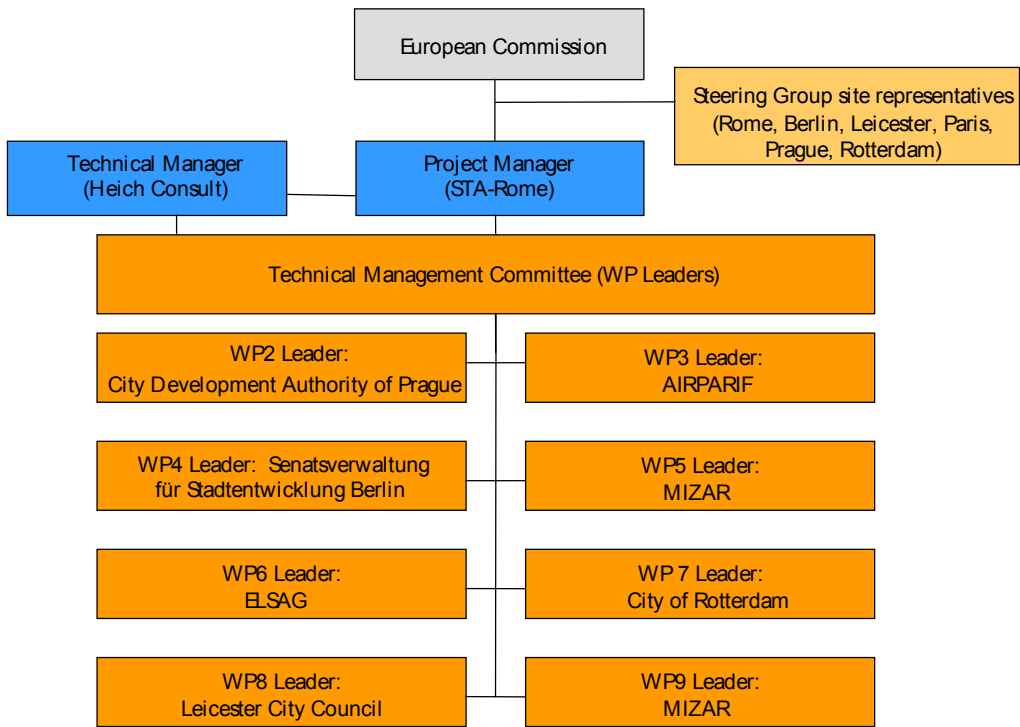 European Commission
Steering Group site representatives
(Rome, Berlin, Leicester, Paris,
Prague, Rotterdam)
Technical Manager
(Heich Consult)
Project Manager
(STA-Rome)
Technical Management Committee (WP Leaders)
WP2 Leader:
City Development Authority of Prague
WP3 Leader:
AIRPARIF
WP4 Leader: Senatsverwaltung
für Stadtentwicklung Berlin
WP5 Leader:
MIZAR
WP6 Leader:
ELSAG
WP 7 Leader:
City of Rotterdam
WP8 Leader:
Leicester City Council
WP9 Leader:
MIZAR